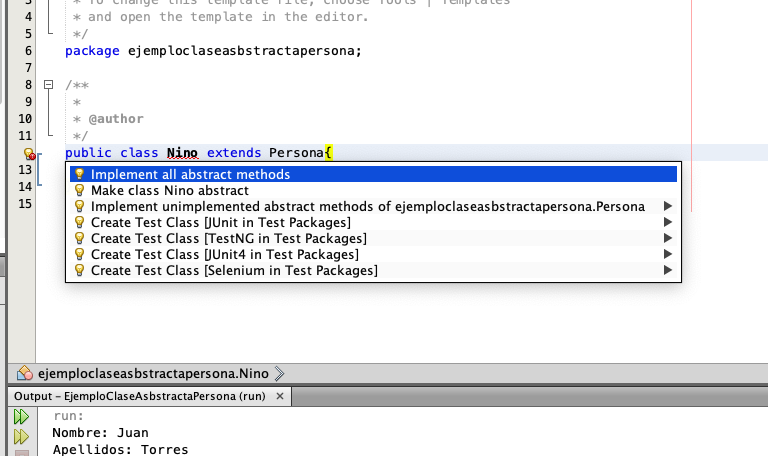 3 * To change this template file, choose Tools | Templates
4 * and open the template in the editor.
5 */
6 package ejemploclaseasbstractapersona;
7
8 /**
9 *
10 * @author
11 */
public class Nino extends Persona{
13
14
15
Implement all abstract methods
Make class Nino abstract
Implement unimplemented abstract methods of ejemploclaseasbstractapersona.Persona
Create Test Class [JUnit in Test Packages]
Create Test Class [TestNG in Test Packages]
Create Test Class [JUnit4 in Test Packages]
Create Test Class [Selenium in Test Packages]
ejemploclaseasbstractapersona.Nino
Output – EjemploClaseAsbstractaPersona (run) ×
run:
Nombre: Juan
Apellidos: Torres